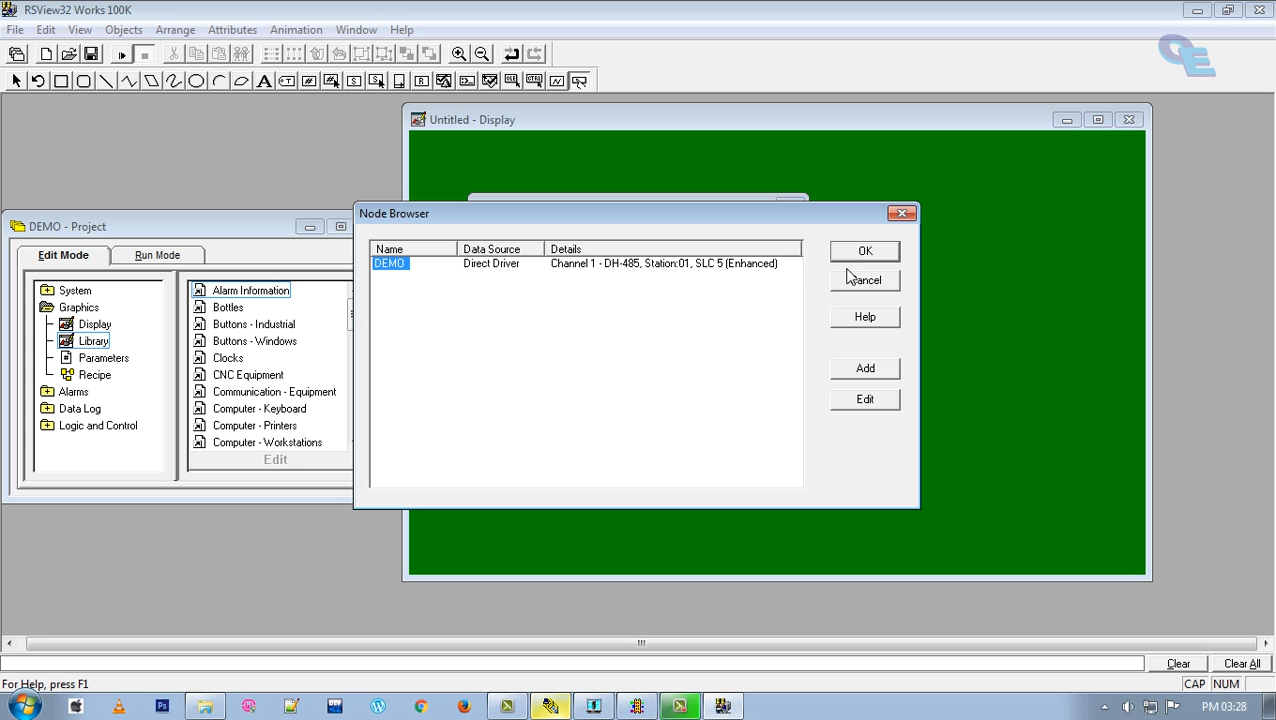 RSView32 Works 100K
File Edit View Objects Arrange Attributes Animation Window Help
Untitled - Display
DEMO - Project
Edit Mode Run Mode
System
Graphics
Display
Library
Parameters
Recipe
Alarms
Data Log
Logic and Control
Alarm Information
Bottles
Buttons - Industrial
Buttons - Windows
Clocks
CNC Equipment
Communication - Equipment
Computer - Keyboard
Computer - Printers
Computer - Workstations
Edit
Node Browser
Name Data Source Details
DEMO Direct Driver Channel 1 - DH-485, Station:01, SLC 5 (Enhanced)
OK
Cancel
Help
Add
Edit
Clear Clear All
For Help, press F1
CAP NUM
PM 03:28